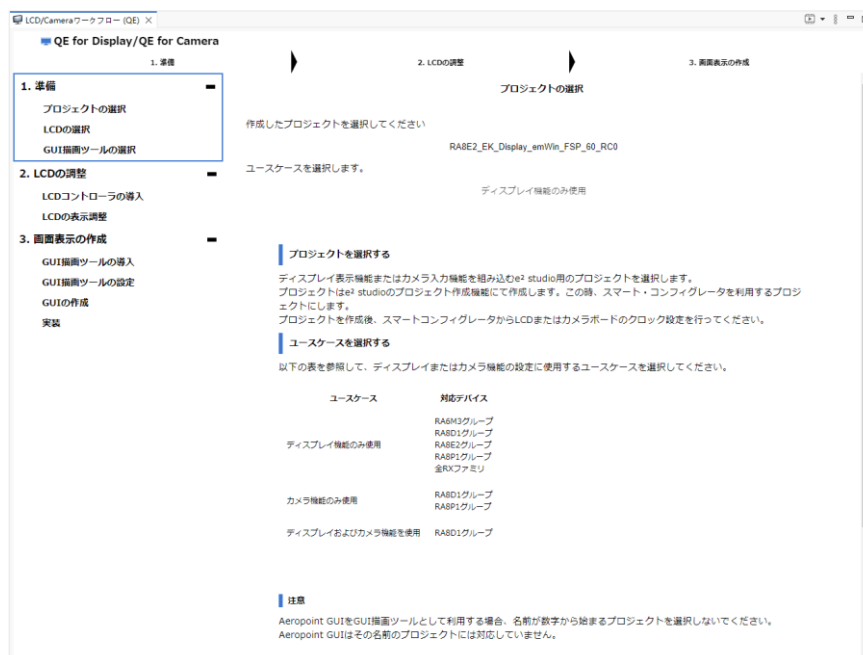 LCD/Cameraワークフロー (QE)
QE for Display/QE for Camera
1. 準備
2. LCDの調整
3. 画面表示の作成
1. 準備
プロジェクトの選択
LCDの選択
GUI描画ツールの選択
2. LCDの調整
LCDコントローラの導入
LCDの表示調整
3. 画面表示の作成
GUI描画ツールの導入
GUI描画ツールの設定
GUIの作成
実装
プロジェクトの選択
作成したプロジェクトを選択してください
RA8E2_EK_Display_emWin_FSP_60_RC0
ユースケースを選択します。
ディスプレイ機能のみ使用
プロジェクトを選択する
ディスプレイ表示機能またはカメラ入力機能を組み込むe² studio用のプロジェクトを選択します。
プロジェクトはe² studioのプロジェクト作成機能にて作成します。この時、スマート・コンフィグレータを利用するプロジ
ェクトにします。
プロジェクトを作成後、スマートコンフィグレータからLCDまたはカメラボードのクロック設定を行ってください。
ユースケースを選択する
以下の表を参照して、ディスプレイまたはカメラ機能の設定に使用するユースケースを選択してください。
ユースケース 対応デバイス
RA6M3グループ
RA8D1グループ
ディスプレイ機能のみ使用 RA8E2グループ
RA8P1グループ
全RXファミリ
カメラ機能のみ使用 RA8D1グループ
RA8P1グループ
ディスプレイおよびカメラ機能を使用 RA8D1グループ
注意
Aeropoint GUIをGUI描画ツールとして利用する場合、名前が数字から始まるプロジェクトを選択しないでください。
Aeropoint GUIはその名前のプロジェクトには対応していません。